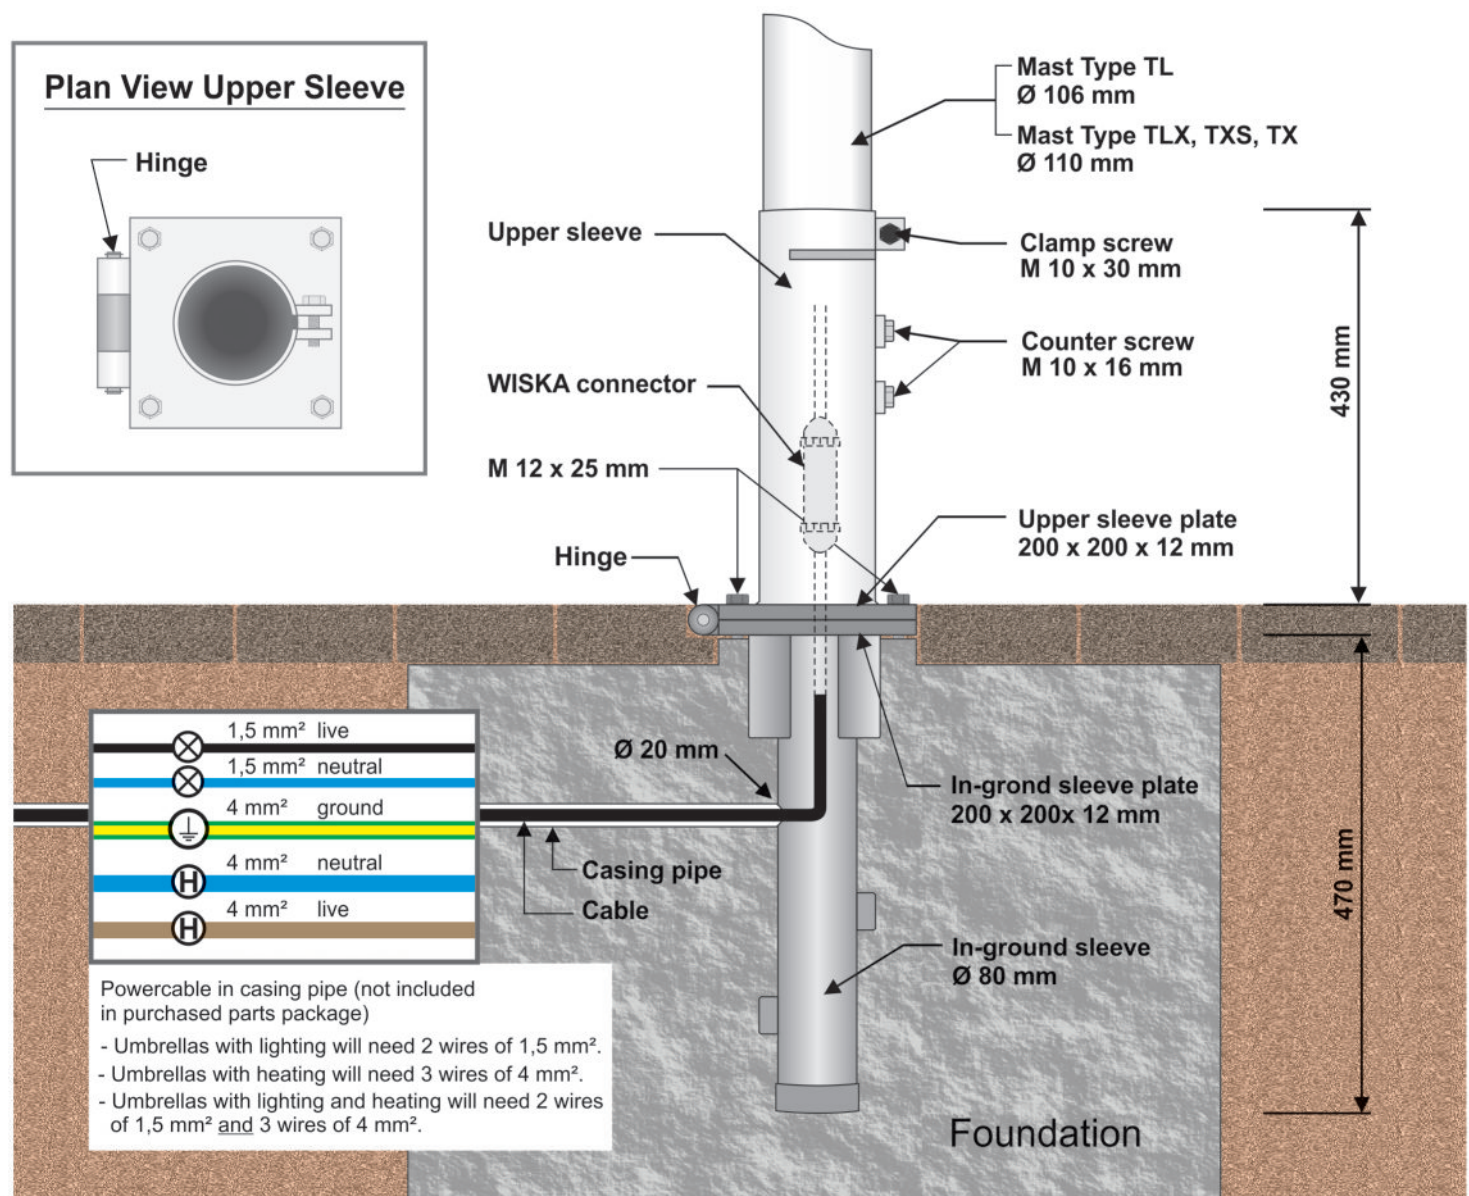 Plan View Upper Sleeve
Hinge
Mast Type TL
Ø 106 mm
Mast Type TLX, TXS, TX
Ø 110 mm
Upper sleeve
Clamp screw
M 10 x 30 mm
Counter screw
M 10 x 16 mm
WISKA connector
430 mm
M 12 x 25 mm
Upper sleeve plate
200 x 200 x 12 mm
Hinge
1,5 mm² live
1,5 mm² neutral
4 mm² ground
4 mm² neutral
H
4 mm² live
H
Ø 20 mm
In-grond sleeve plate
200 x 200x 12 mm
Casing pipe
Cable
470 mm
In-ground sleeve
Ø 80 mm
Powercable in casing pipe (not included
in purchased parts package)
- Umbrellas with lighting will need 2 wires of 1,5 mm².
- Umbrellas with heating will need 3 wires of 4 mm².
- Umbrellas with lighting and heating will need 2 wires
of 1,5 mm² and 3 wires of 4 mm².
Foundation